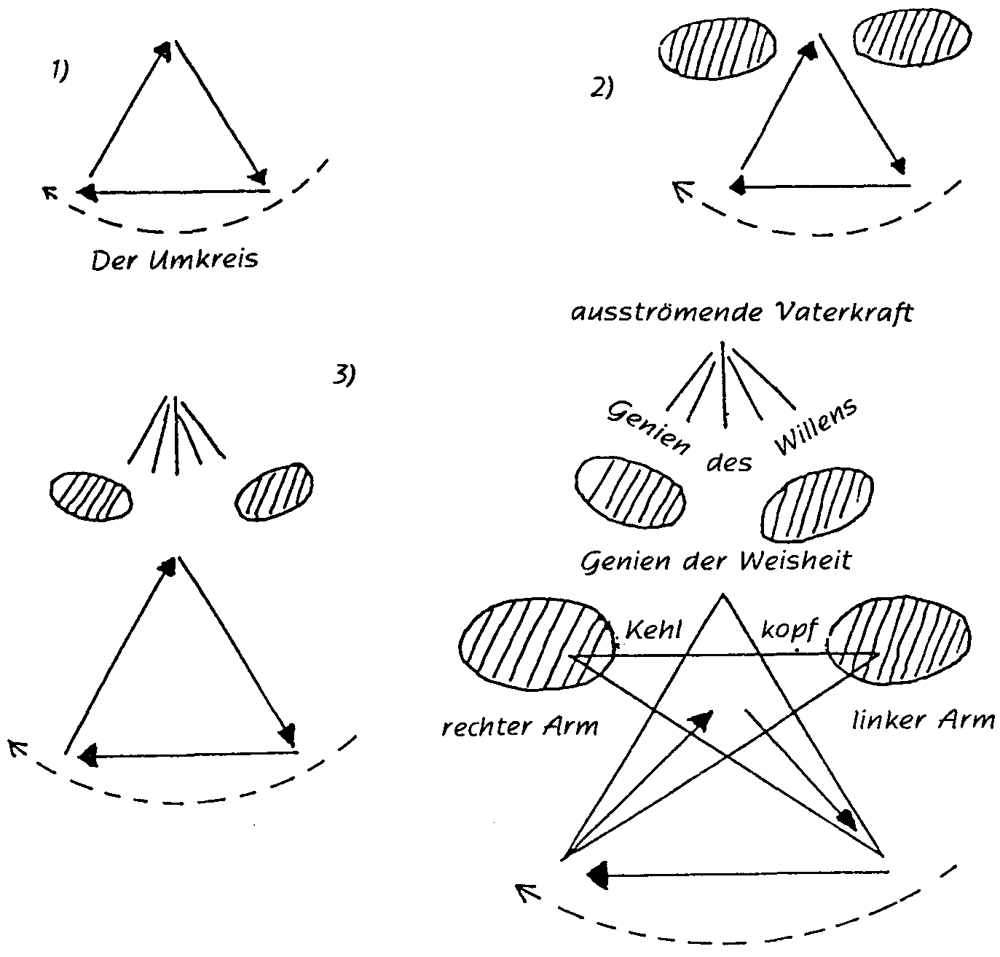 1)
Der Umkreis
2)
3)
ausströmende Vaterkraft
Genien des Willens
Genien der Weisheit
Kehl kopf
rechter Arm
linker Arm